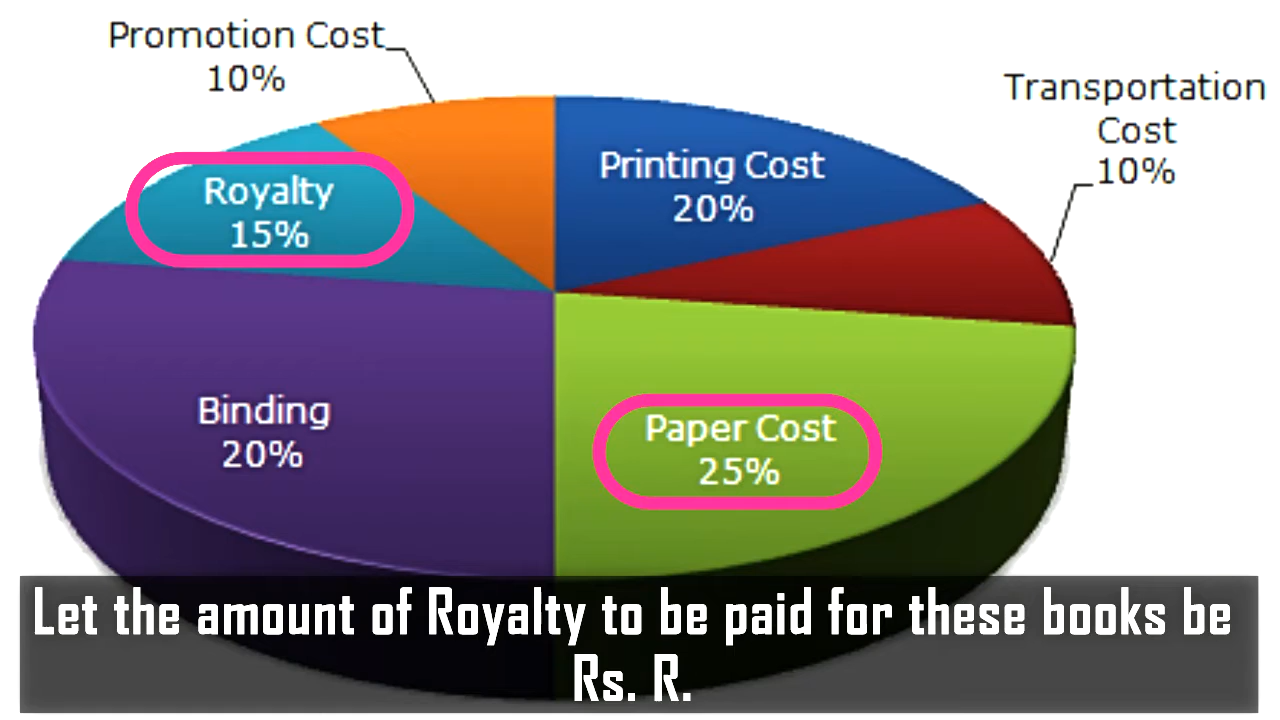 Promotion Cost
10%
Transportation
Cost
10%
Printing Cost
20%
Royalty
15%
Binding
20%
Paper Cost
25%
Let the amount of Royalty to be paid for these books be
Rs. R.